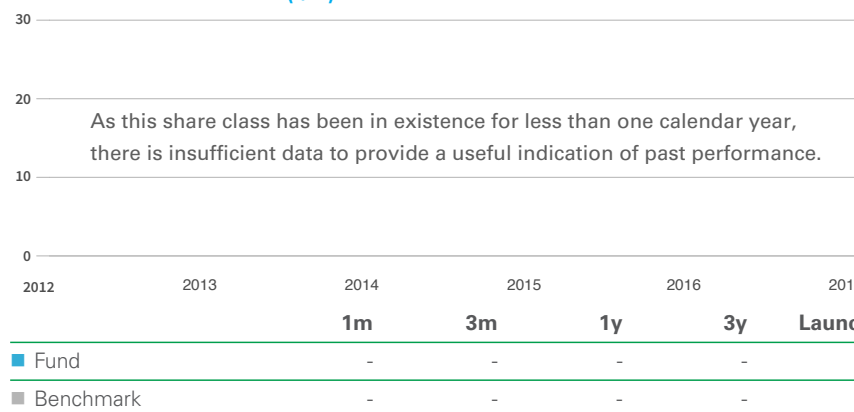 30
20
As this share class has been in existence for less than one calendar year,
there is insufficient data to provide a useful indication of past performance.
10
0
2012 2013 2014 2015 2016
1m 3m 1y 3y
Fund - - - -
Benchmark - - - -